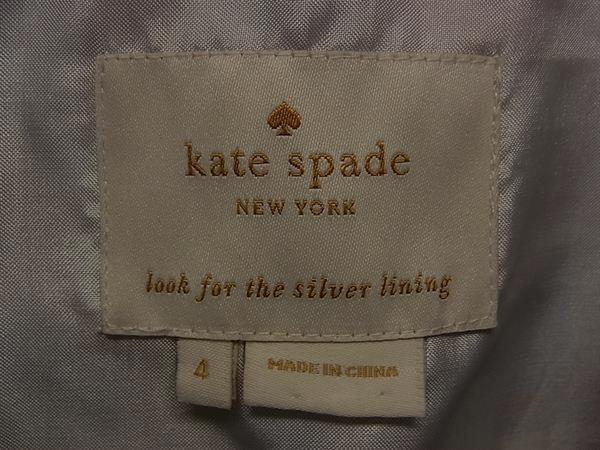 kate spade
NEW YORK
look for the silver lining
4
MADE IN CHINA